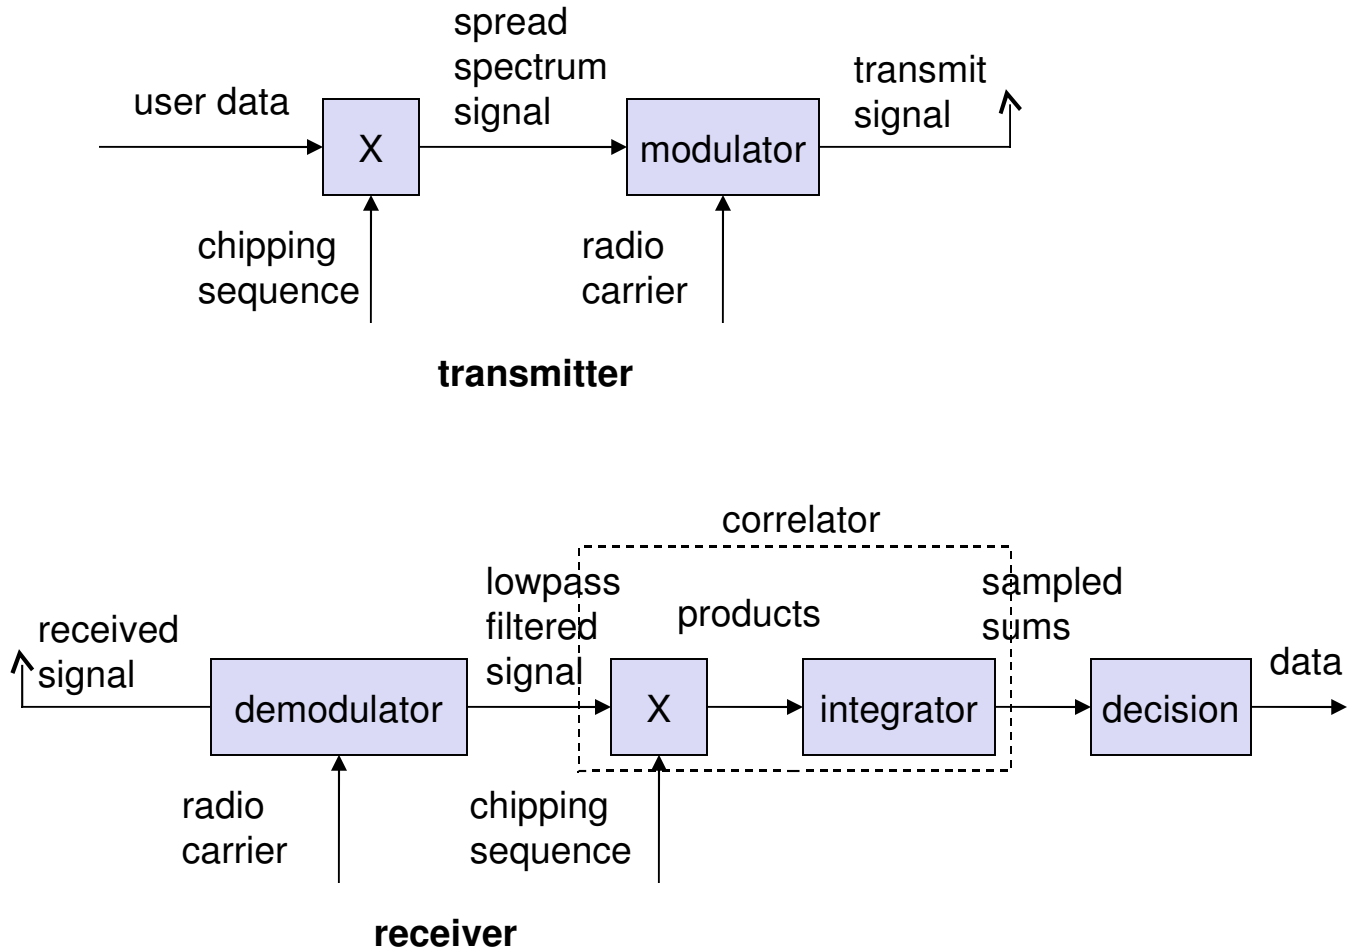 user data
X
chipping
sequence
spread
spectrum
signal
modulator
radio
carrier
transmit
signal
transmitter
received
signal
demodulator
radio
carrier
lowpass
filtered
signal
correlator
products
X
chipping
sequence
integrator
sampled
sums
decision
data
receiver